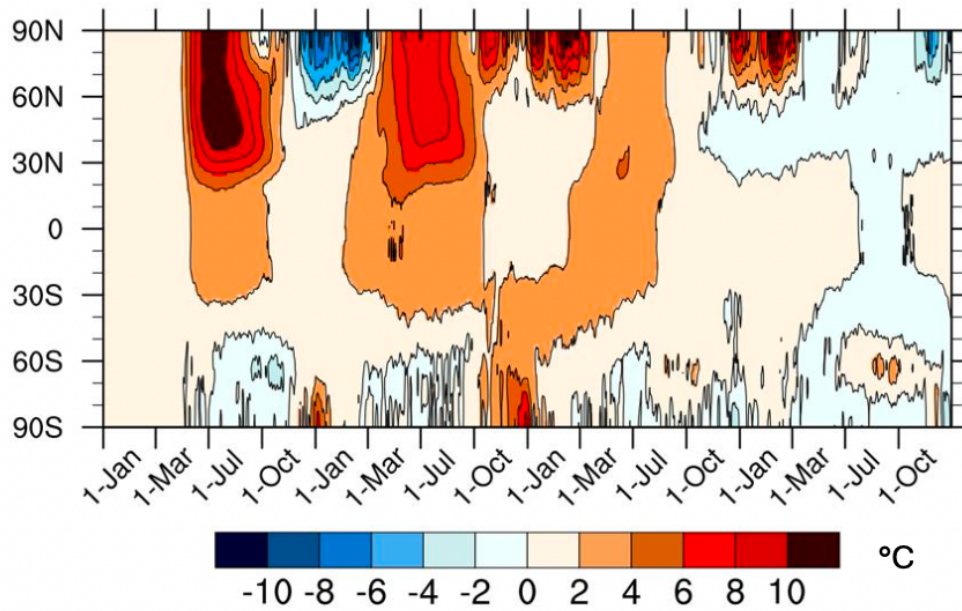 90N
60N
30N
0
30S
60S
90S
1-Jan 1-Mar 1-Jul 1-Oct 1-Jan 1-Mar 1-Jul 1-Oct 1-Jan 1-Mar 1-Jul 1-Oct 1-Jan 1-Mar 1-Jul 1-Oct
°C
-10 -8 -6 -4 -2 0 2 4 6 8 10